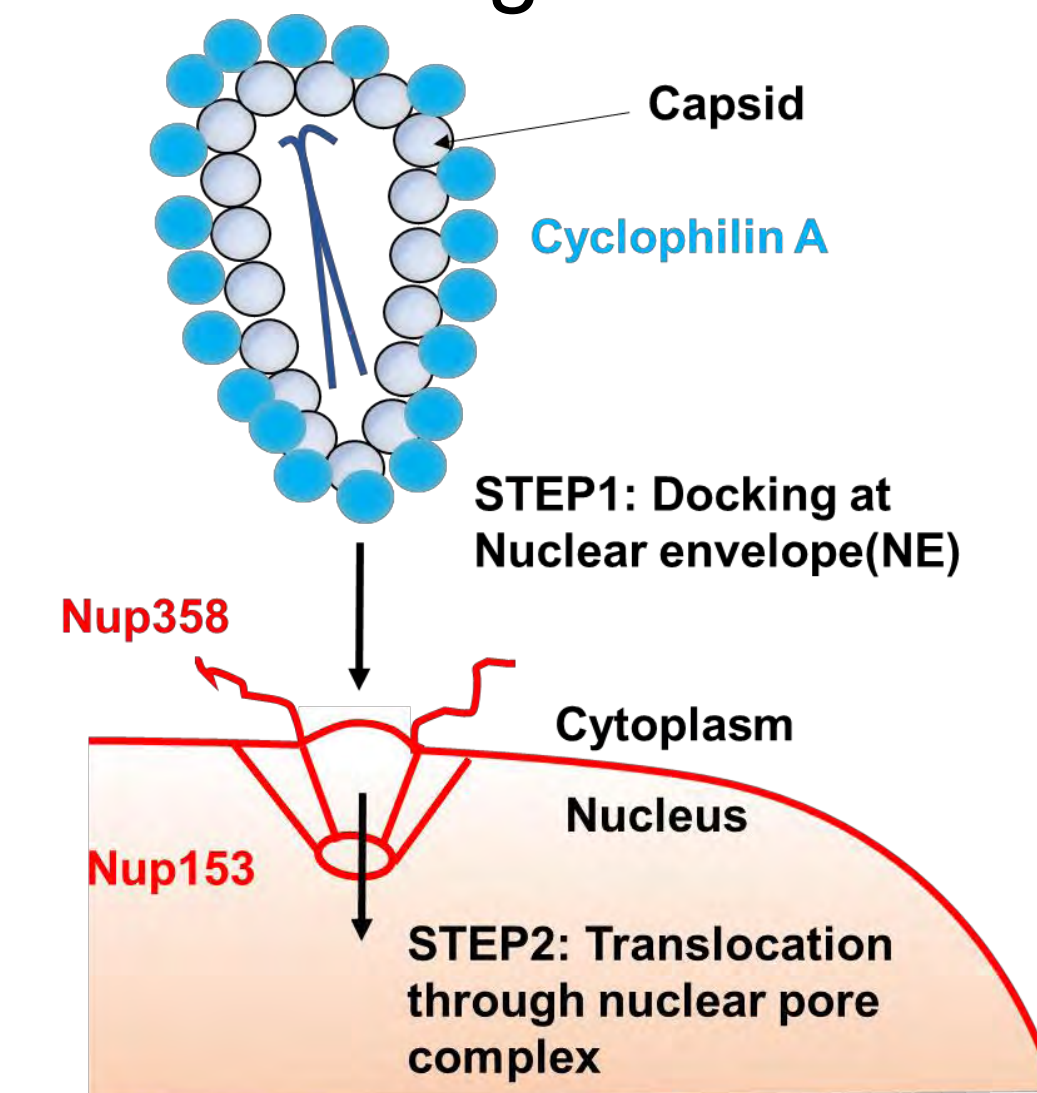 Capsid
Cyclophilin A
STEP1: Docking at
Nuclear envelope(NE)
Nup358
Cytoplasm
Nucleus
Nup153
STEP2: Translocation
through nuclear pore
complex